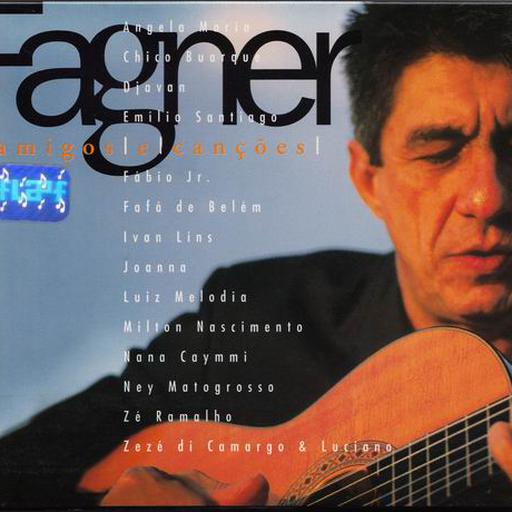 Fagner
Angela Maria
Chico Buarque
Djavan
Emílio Santiago
amigos e canções
Fábio Jr.
Fafá de Belém
Ivan Lins
Joanna
Luiz Melodia
Milton Nascimento
Nana Caymmi
Ney Matogrosso
Zé Ramalho
Zezé di Camargo & Luciano